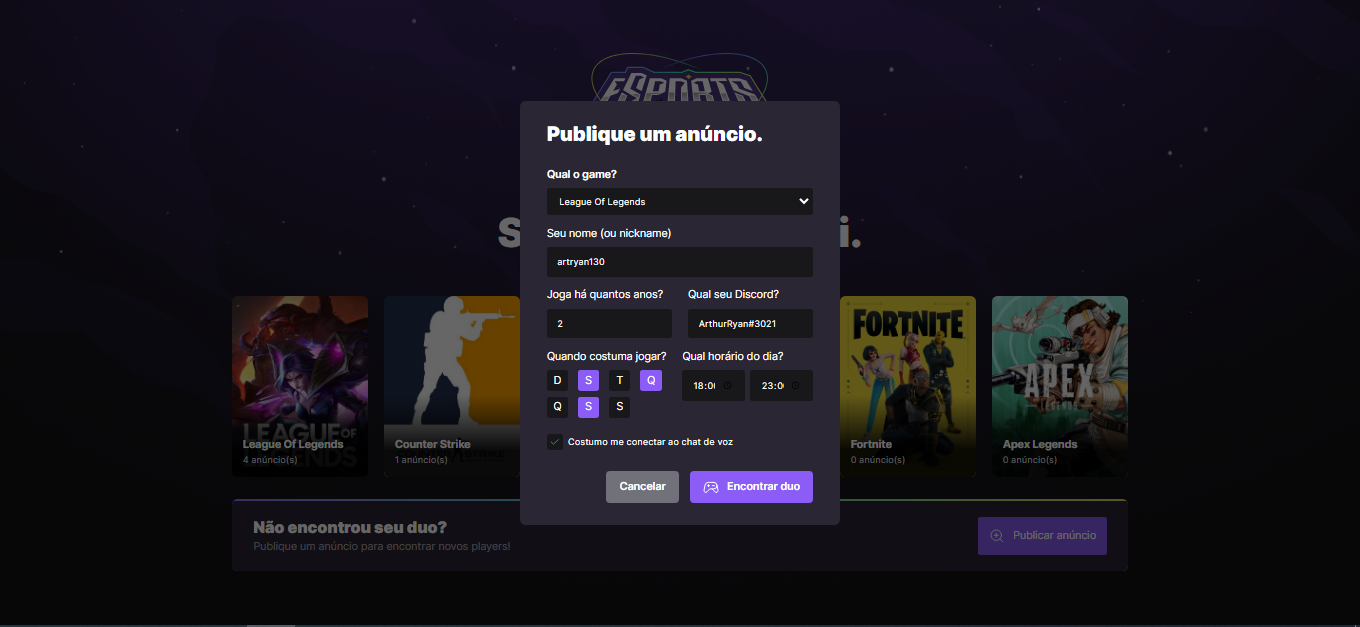 ESPORTS
Publique um anúncio.
Qual o game?
League Of Legends
Seu nome (ou nickname)
S
i.
artryan130
Joga há quantos anos? Qual seu Discord?
2 ArthurRyan#3021
Quando costuma jogar? Qual horário do dia?
D S T Q
18:0 23:0
Q S S
Costumo me conectar ao chat de voz
Cancelar Encontrar duo
LEAGUE OF
LEGENDS
League Of Legends
4 anúncio(s)
Counter Strike
1 anúncio(s)
FORTNITE
Fortnite
0 anúncio(s)
APEX
LEGENDS
Apex Legends
0 anúncio(s)
Não encontrou seu duo?
Publique um anúncio para encontrar novos players!
Publicar anúncio